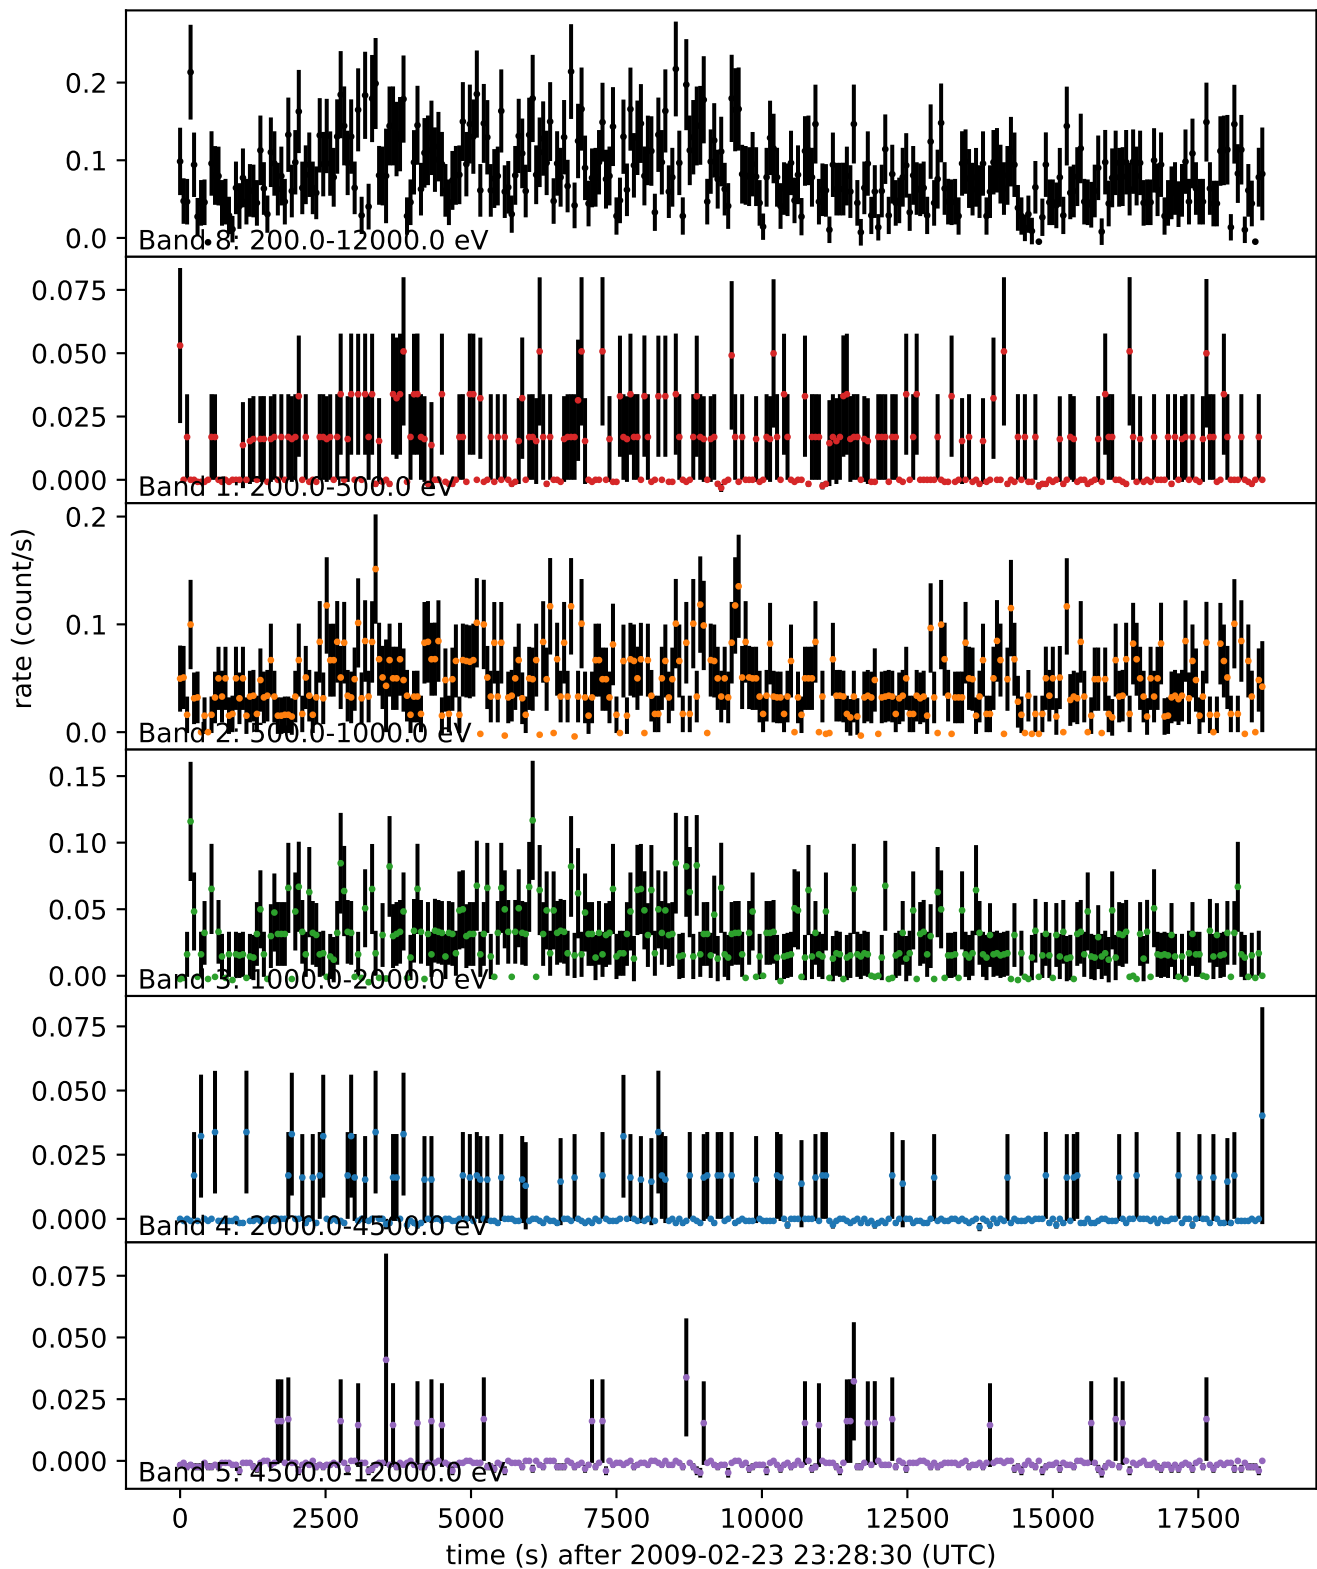 0.2
0.1
0.0
Band 8: 200.0-12000.0 eV
0.075
0.050
0.025
0.000
Band 1: 200.0-500.0 eV
0.2
0.1
0.0
Band 2: 500.0-1000.0 eV
rate (count/s)
0.15
0.10
0.05
0.00
Band 3: 1000.0-2000.0 eV
0.075
0.050
0.025
0.000
Band 4: 2000.0-4500.0 eV
0.075
0.050
0.025
0.000
Band 5: 4500.0-12000.0 eV
0 2500 5000 7500 10000 12500 15000 17500
time (s) after 2009-02-23 23:28:30 (UTC)